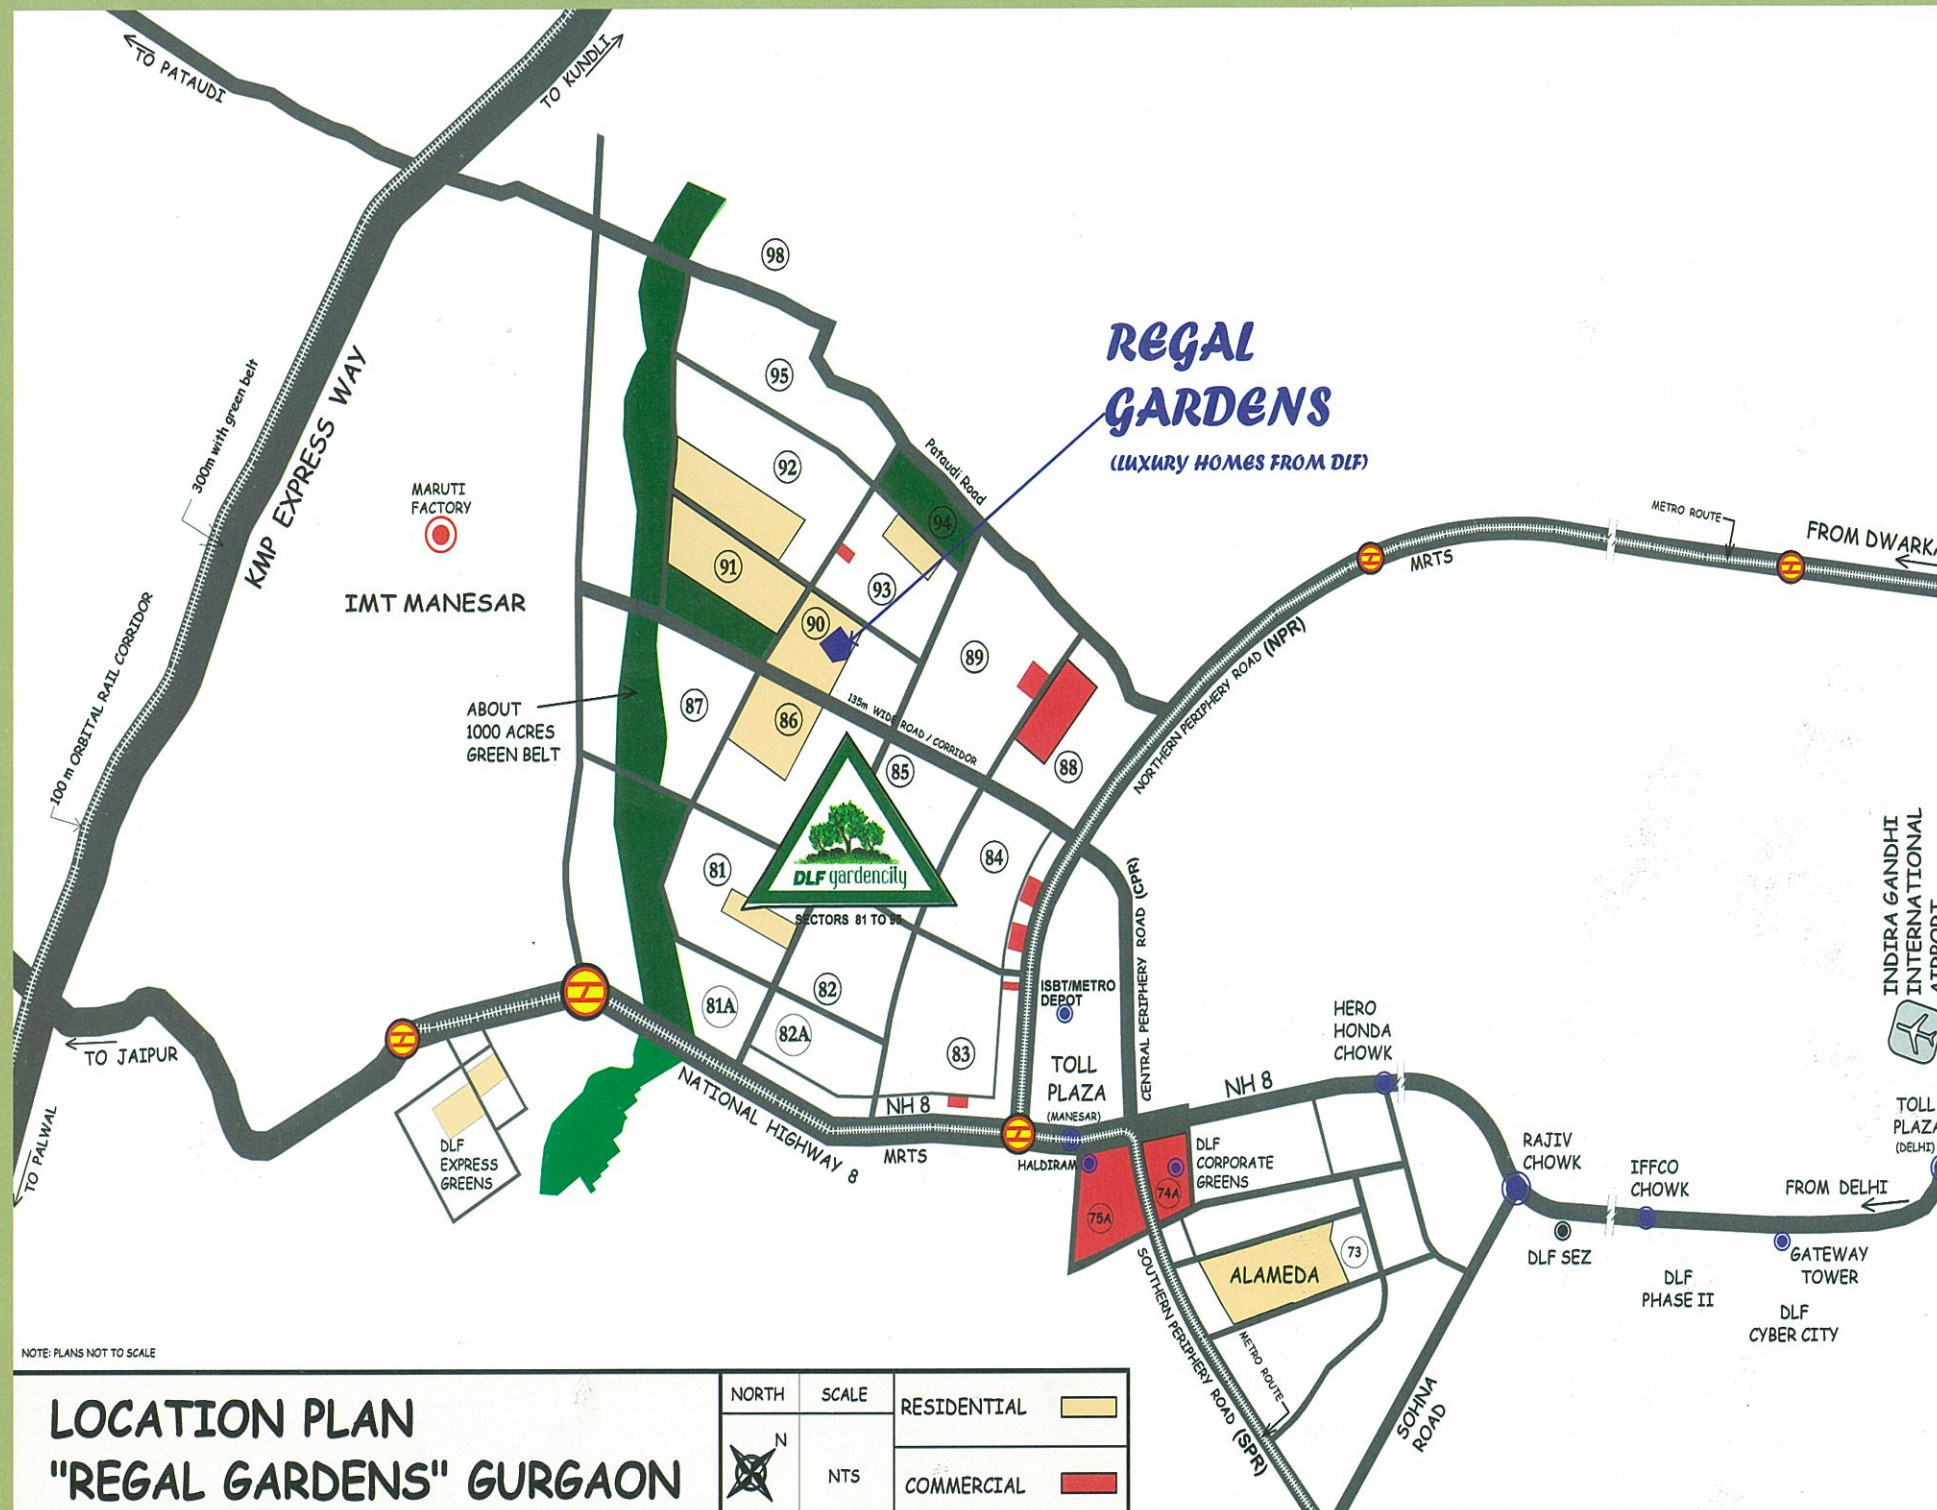 TO PATAUDI
TO KUNDLI
98
95
92
91
90
94
93
89
88
87
86
85
84
81
82
81A
82A
83
REGAL
GARDENS
(LUXURY HOMES FROM DLF)
Pataudi Road
300m with green belt
KMP EXPRESS WAY
100 m ORBITAL RAIL CORRIDOR
MARUTI
FACTORY
IMT MANESAR
ABOUT
1000 ACRES
GREEN BELT
135m WIDE ROAD / CORRIDOR
DLF gardencity
SECTORS 81 TO 95
METRO ROUTE
FROM DWARKA
MRTS
NORTHERN PERIPHERY ROAD (NPR)
CENTRAL PERIPHERY ROAD (CPR)
INDIRA GANDHI
INTERNATIONAL
AIRPORT
ISBT/METRO
DEPOT
TOLL
PLAZA
(MANESAR)
HERO
HONDA
CHOWK
NH 8
TO JAIPUR
TO PALWAL
DLF
EXPRESS
GREENS
NATIONAL HIGHWAY 8
NH 8
MRTS
HALDIRAM
DLF
CORPORATE
GREENS
74A
75A
RAJIV
CHOWK
IFFCO
CHOWK
FROM DELHI
TOLL
PLAZA
(DELHI)
DLF SEZ
DLF
PHASE II
GATEWAY
TOWER
DLF
CYBER CITY
73
ALAMEDA
SOUTHERN PERIPHERY ROAD (SPR)
METRO ROUTE
SOHNA
ROAD
NOTE: PLANS NOT TO SCALE
LOCATION PLAN
"REGAL GARDENS" GURGAON
NORTH
SCALE
N
NTS
RESIDENTIAL
COMMERCIAL